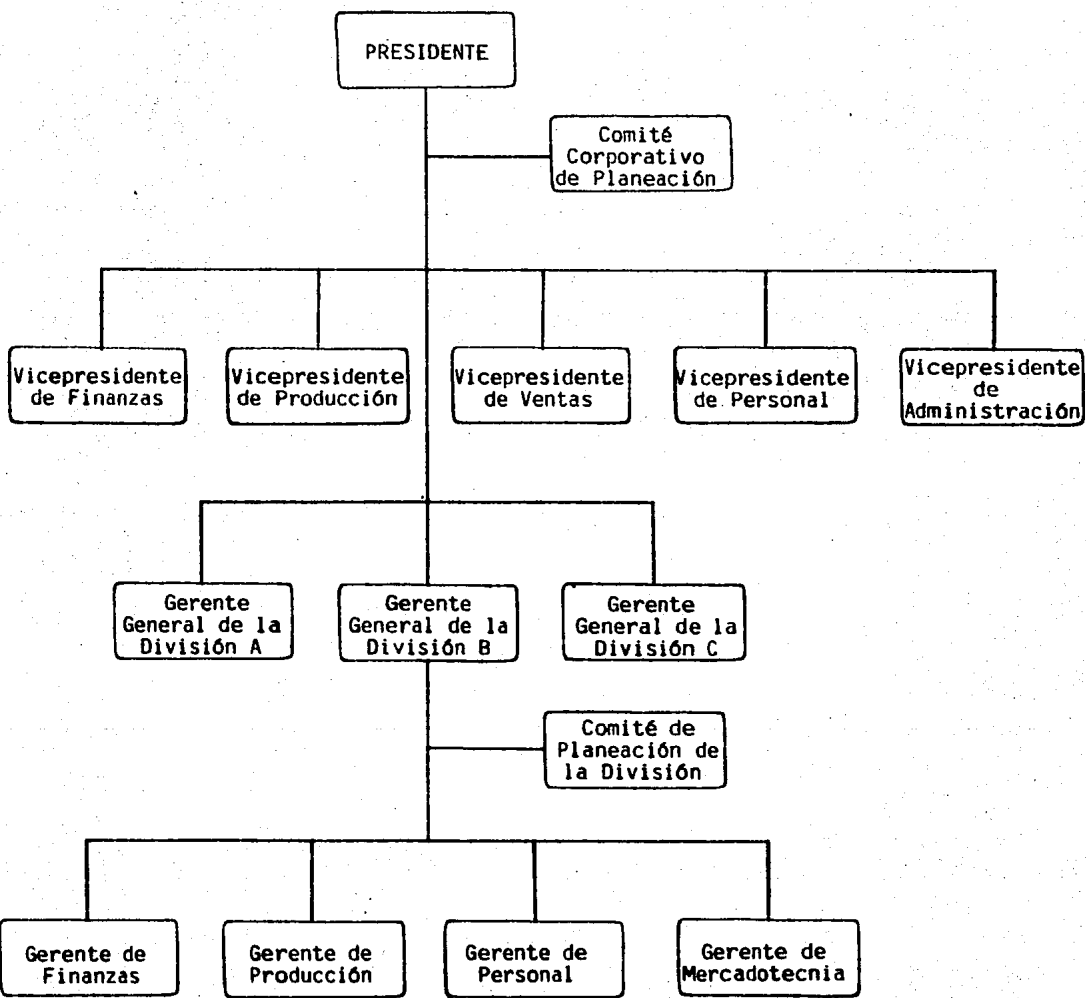 PRESIDENTE
Comité
Corporativo
de Planeación
Vicepresidente
de Finanzas
Vicepresidente
de Producción
Vicepresidente
de Ventas
Vicepresidente
de Personal
Vicepresidente
de
Administración
Gerente
General de la
División A
Gerente
General de la
División B
Gerente
General de la
División C
Comité de
Planeación de
la División
Gerente de
Finanzas
Gerente de
Producción
Gerente de
Personal
Gerente de
Mercadotecnia